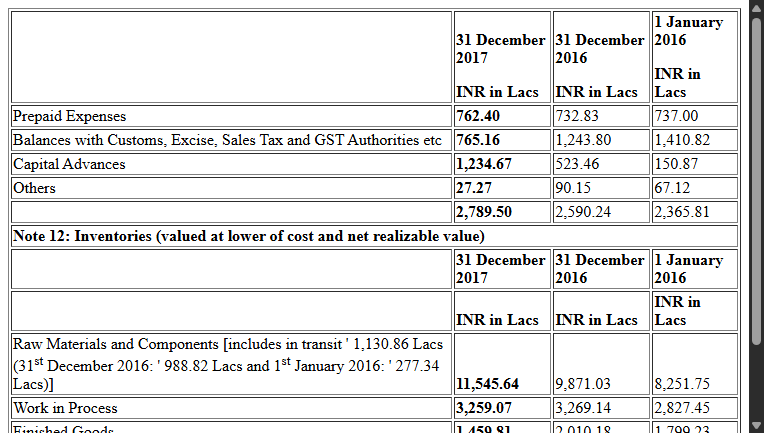 31 December 2017 31 December 2016 1 January 2016
INR in Lacs INR in Lacs INR in Lacs
Prepaid Expenses 762.40 732.83 737.00
Balances with Customs, Excise, Sales Tax and GST Authorities etc 765.16 1,243.80 1,410.82
Capital Advances 1,234.67 523.46 150.87
Others 27.27 90.15 67.12
2,789.50 2,590.24 2,365.81
Note 12: Inventories (valued at lower of cost and net realizable value)
31 December 2017 31 December 2016 1 January 2016
INR in Lacs INR in Lacs INR in Lacs
Raw Materials and Components [includes in transit ' 1,130.86 Lacs
(31st December 2016: ' 988.82 Lacs and 1st January 2016: ' 277.34
Lacs)] 11,545.64 9,871.03 8,251.75
Work in Process 3,259.07 3,269.14 2,827.45
Finished Goods 1,459.81 2,010.18 1,799.23